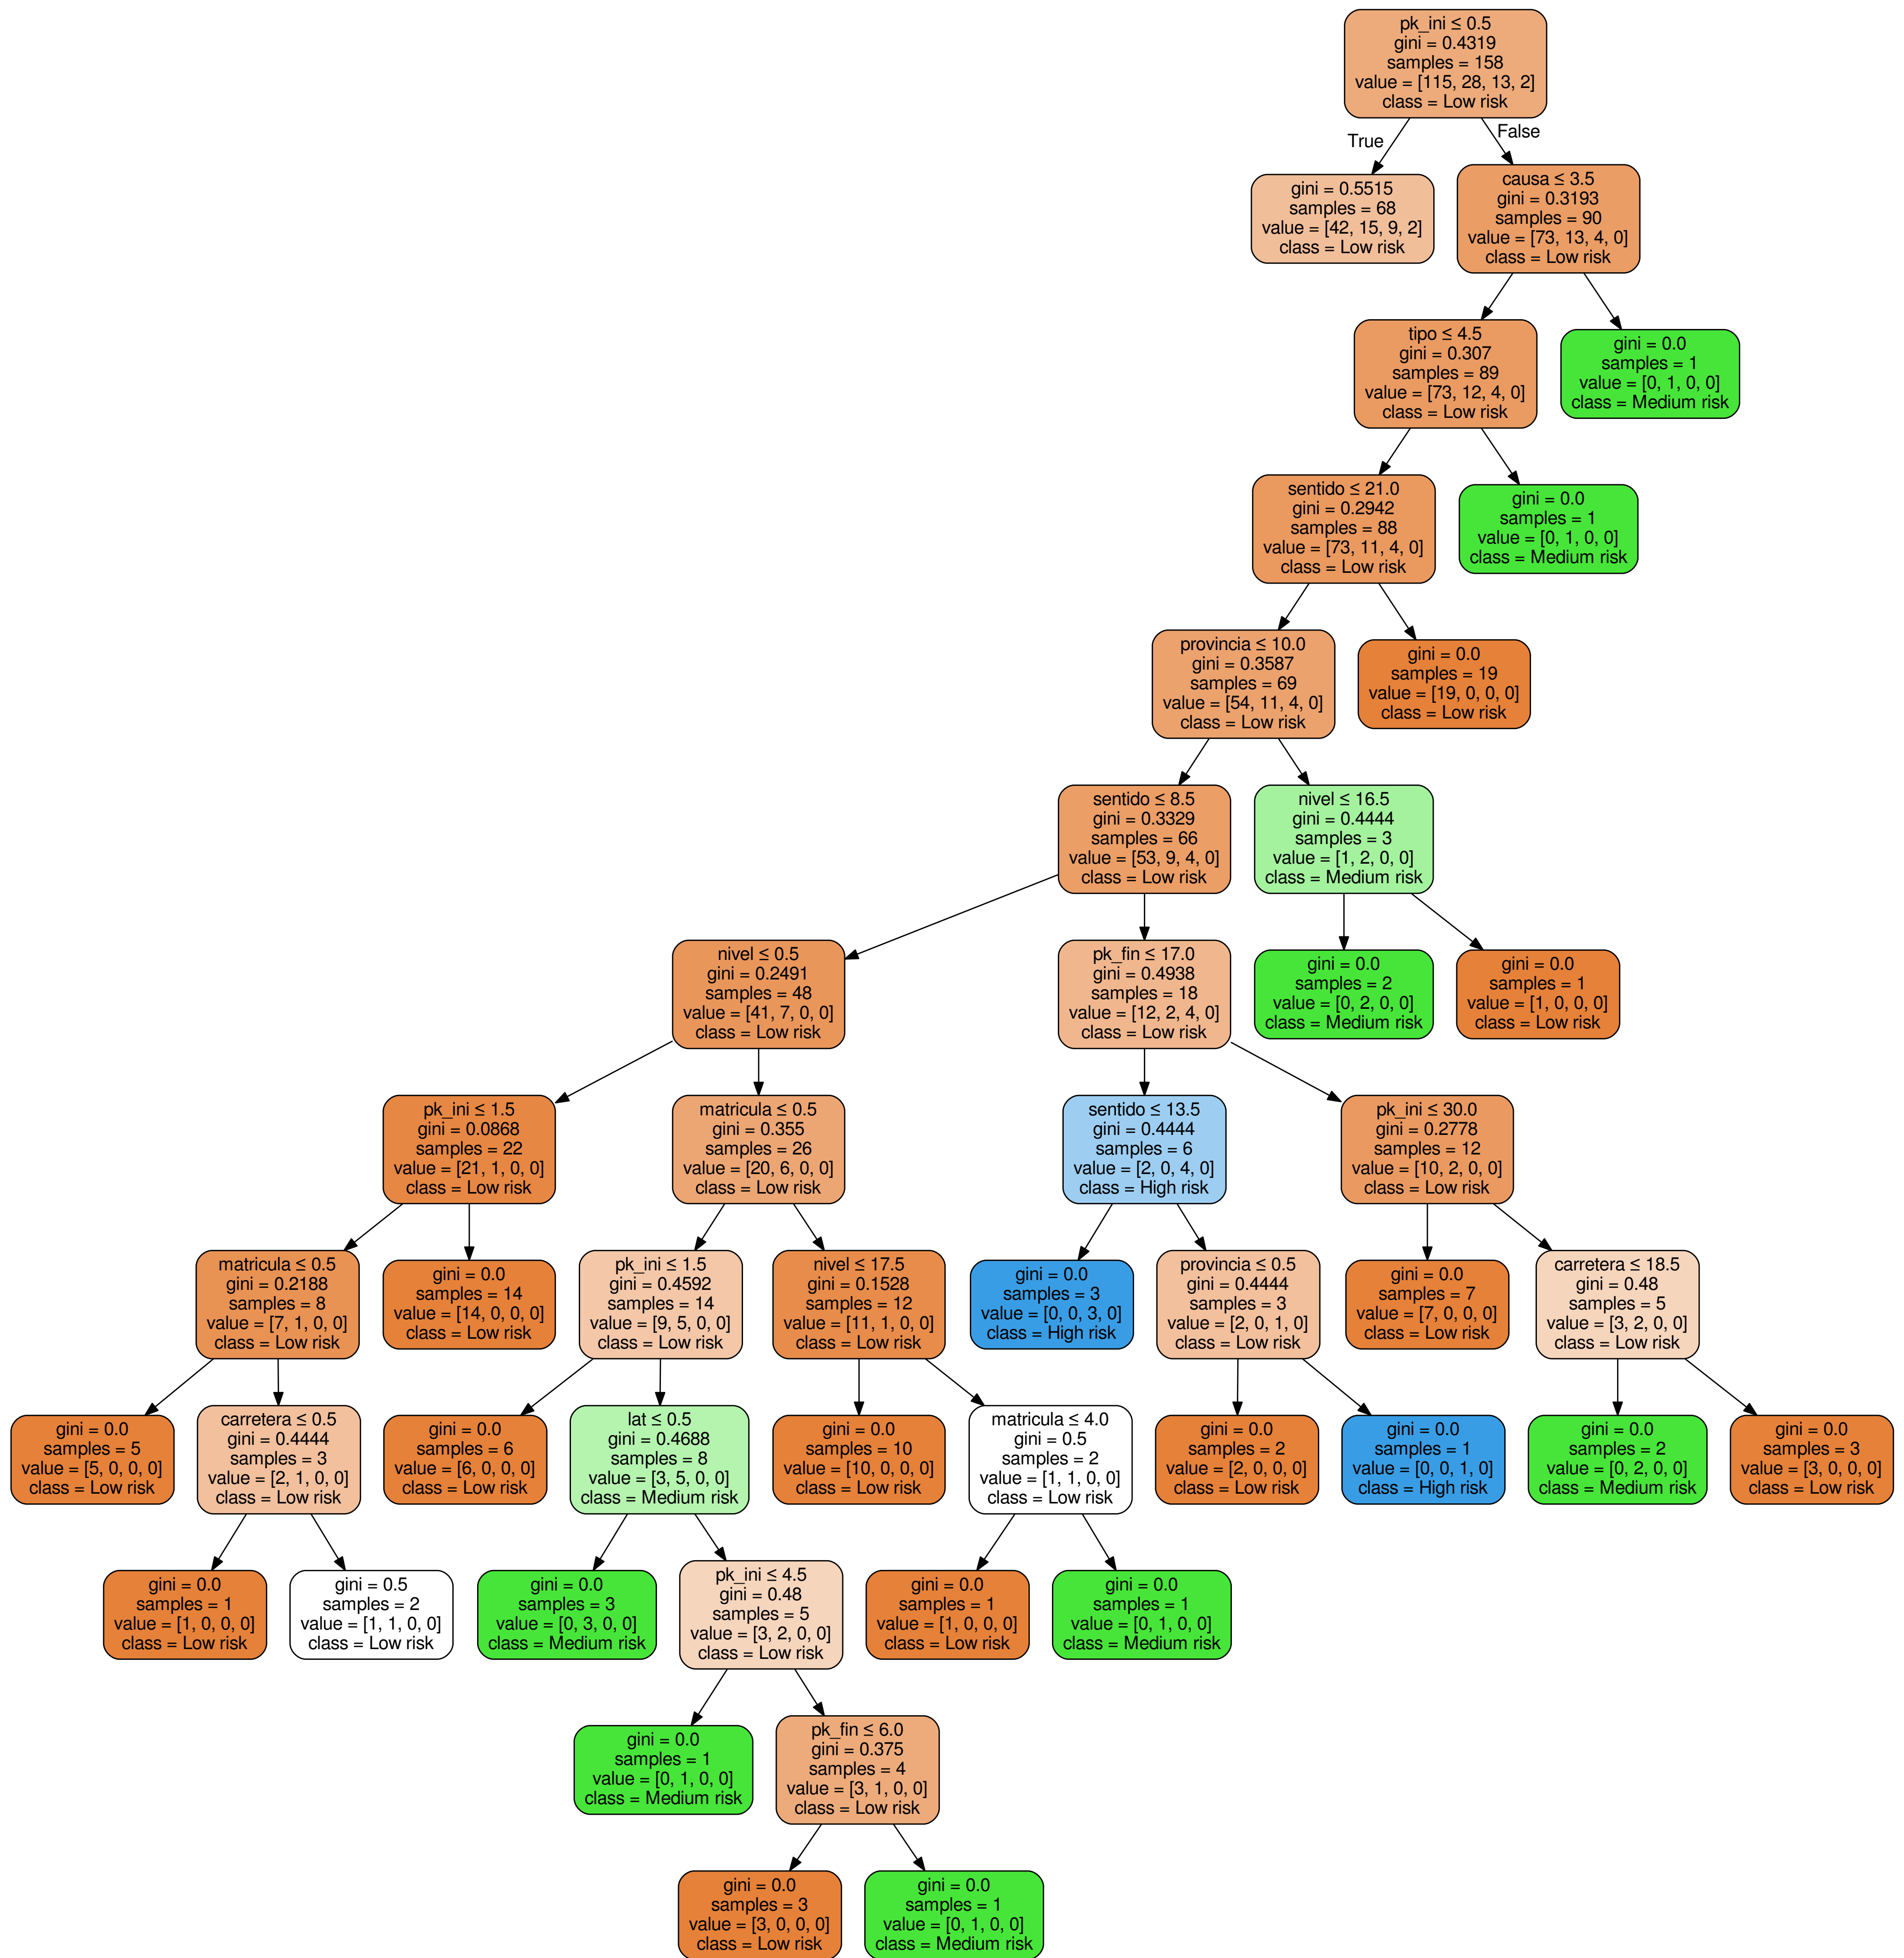 pk_ini ≤ 0.5
gini = 0.4319
samples = 158
value = [115, 28, 13, 2]
class = Low risk
True
False
gini = 0.5515
samples = 68
value = [42, 15, 9, 2]
class = Low risk
causa ≤ 3.5
gini = 0.3193
samples = 90
value = [73, 13, 4, 0]
class = Low risk
tipo ≤ 4.5
gini = 0.307
samples = 89
value = [73, 12, 4, 0]
class = Low risk
gini = 0.0
samples = 1
value = [0, 1, 0, 0]
class = Medium risk
sentido ≤ 21.0
gini = 0.2942
samples = 88
value = [73, 11, 4, 0]
class = Low risk
gini = 0.0
samples = 1
value = [0, 1, 0, 0]
class = Medium risk
provincia ≤ 10.0
gini = 0.3587
samples = 69
value = [54, 11, 4, 0]
class = Low risk
gini = 0.0
samples = 19
value = [19, 0, 0, 0]
class = Low risk
sentido ≤ 8.5
gini = 0.3329
samples = 66
value = [53, 9, 4, 0]
class = Low risk
nivel ≤ 16.5
gini = 0.4444
samples = 3
value = [1, 2, 0, 0]
class = Medium risk
nivel ≤ 0.5
gini = 0.2491
samples = 48
value = [41, 7, 0, 0]
class = Low risk
pk_fin ≤ 17.0
gini = 0.4938
samples = 18
value = [12, 2, 4, 0]
class = Low risk
gini = 0.0
samples = 2
value = [0, 2, 0, 0]
class = Medium risk
gini = 0.0
samples = 1
value = [1, 0, 0, 0]
class = Low risk
pk_ini ≤ 1.5
gini = 0.0868
samples = 22
value = [21, 1, 0, 0]
class = Low risk
matricula ≤ 0.5
gini = 0.355
samples = 26
value = [20, 6, 0, 0]
class = Low risk
sentido ≤ 13.5
gini = 0.4444
samples = 6
value = [2, 0, 4, 0]
class = High risk
pk_ini ≤ 30.0
gini = 0.2778
samples = 12
value = [10, 2, 0, 0]
class = Low risk
matricula ≤ 0.5
gini = 0.2188
samples = 8
value = [7, 1, 0, 0]
class = Low risk
gini = 0.0
samples = 14
value = [14, 0, 0, 0]
class = Low risk
pk_ini ≤ 1.5
gini = 0.4592
samples = 14
value = [9, 5, 0, 0]
class = Low risk
nivel ≤ 17.5
gini = 0.1528
samples = 12
value = [11, 1, 0, 0]
class = Low risk
gini = 0.0
samples = 3
value = [0, 0, 3, 0]
class = High risk
provincia ≤ 0.5
gini = 0.4444
samples = 3
value = [2, 0, 1, 0]
class = Low risk
gini = 0.0
samples = 7
value = [7, 0, 0, 0]
class = Low risk
carretera ≤ 18.5
gini = 0.48
samples = 5
value = [3, 2, 0, 0]
class = Low risk
gini = 0.0
samples = 5
value = [5, 0, 0, 0]
class = Low risk
carretera ≤ 0.5
gini = 0.4444
samples = 3
value = [2, 1, 0, 0]
class = Low risk
gini = 0.0
samples = 6
value = [6, 0, 0, 0]
class = Low risk
lat ≤ 0.5
gini = 0.4688
samples = 8
value = [3, 5, 0, 0]
class = Medium risk
gini = 0.0
samples = 10
value = [10, 0, 0, 0]
class = Low risk
matricula ≤ 4.0
gini = 0.5
samples = 2
value = [1, 1, 0, 0]
class = Low risk
gini = 0.0
samples = 2
value = [2, 0, 0, 0]
class = Low risk
gini = 0.0
samples = 1
value = [0, 0, 1, 0]
class = High risk
gini = 0.0
samples = 2
value = [0, 2, 0, 0]
class = Medium risk
gini = 0.0
samples = 3
value = [3, 0, 0, 0]
class = Low risk
gini = 0.0
samples = 1
value = [1, 0, 0, 0]
class = Low risk
gini = 0.5
samples = 2
value = [1, 1, 0, 0]
class = Low risk
gini = 0.0
samples = 3
value = [0, 3, 0, 0]
class = Medium risk
pk_ini ≤ 4.5
gini = 0.48
samples = 5
value = [3, 2, 0, 0]
class = Low risk
gini = 0.0
samples = 1
value = [1, 0, 0, 0]
class = Low risk
gini = 0.0
samples = 1
value = [0, 1, 0, 0]
class = Medium risk
gini = 0.0
samples = 1
value = [0, 1, 0, 0]
class = Medium risk
pk_fin ≤ 6.0
gini = 0.375
samples = 4
value = [3, 1, 0, 0]
class = Low risk
gini = 0.0
samples = 3
value = [3, 0, 0, 0]
class = Low risk
gini = 0.0
samples = 1
value = [0, 1, 0, 0]
class = Medium risk